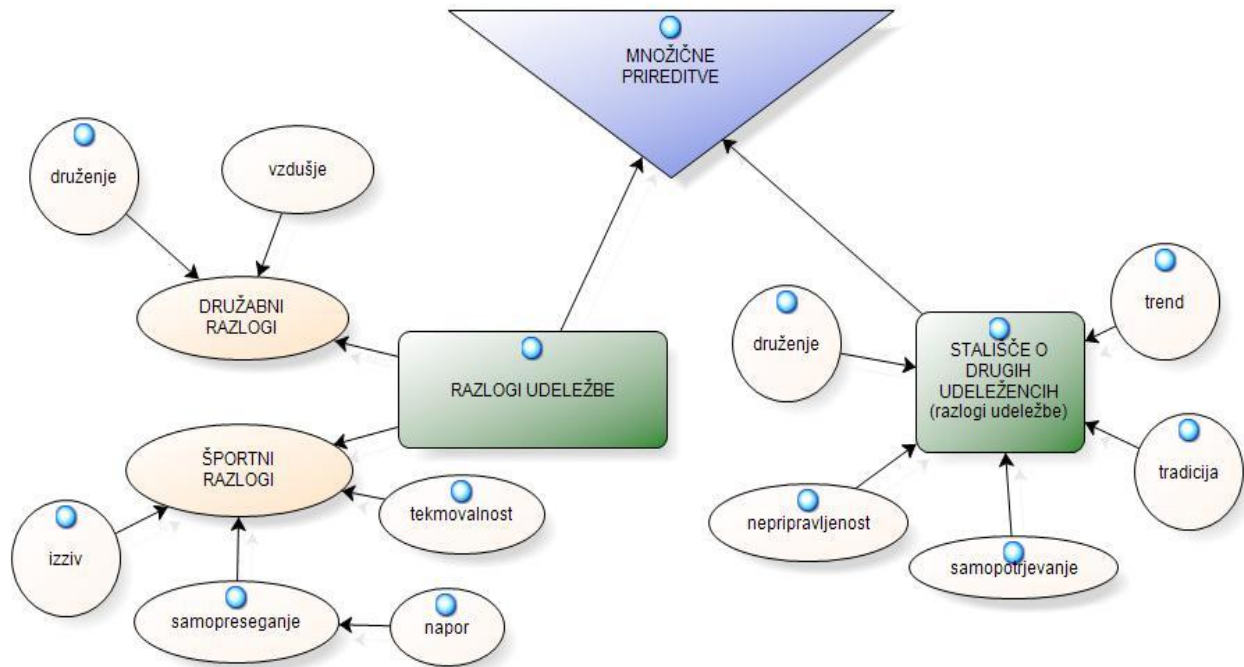 MNOŽIČNE
PRIREDITVE
druženje
vzdušje
DRUŽABNI
RAZLOGI
RAZLOGI UDELEŽBE
ŠPORTNI
RAZLOGI
tekmovalnost
izziv
samopreseganje
napor
druženje
trend
STALIŠČE O
DRUGIH
UDELEŽENCIH
(razlogi udeležbe)
tradicija
nepripravljenost
samopotrjevanje